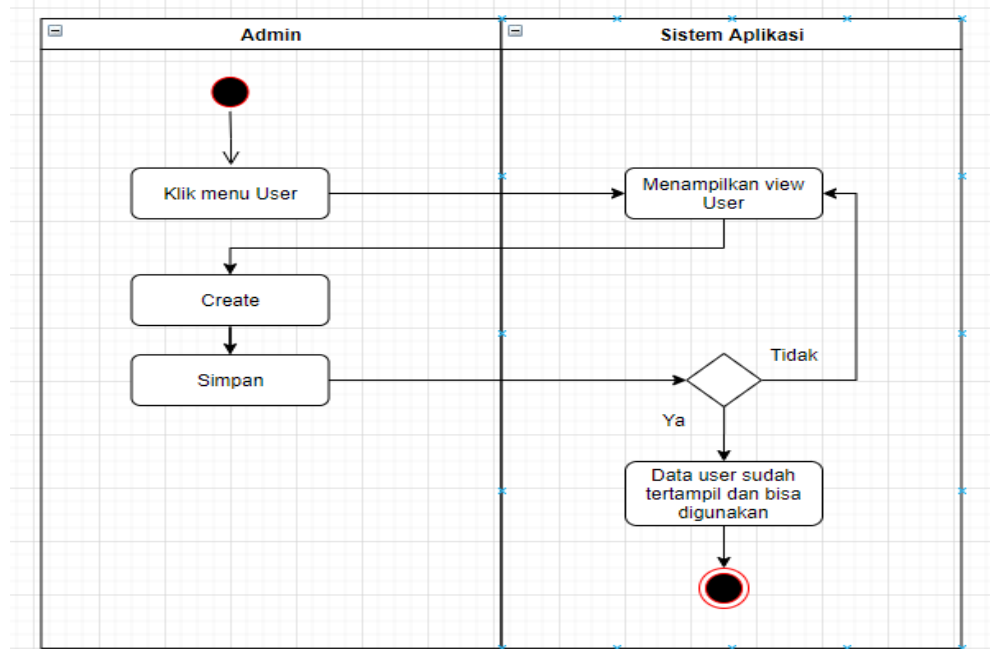 Admin
Sistem Aplikasi
Klik menu User
Menampilkan view
User
Create
Simpan
Tidak
Ya
Data user sudah
tertampil dan bisa
digunakan